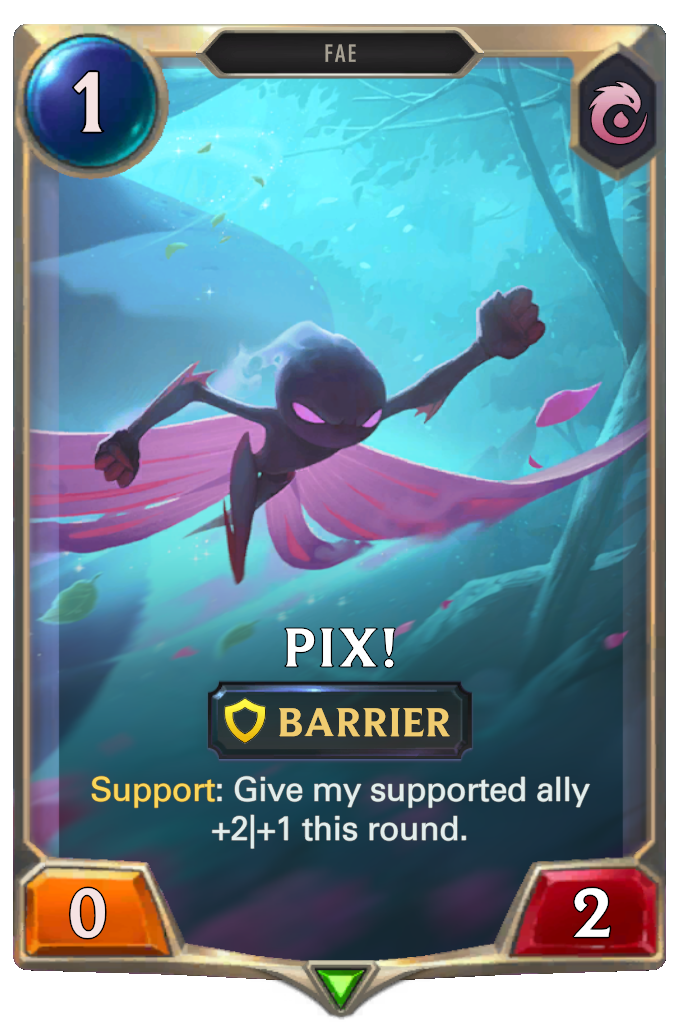 FAE
1
PIX!
BARRIER
Support: Give my supported ally
+2|+1 this round.
0
2